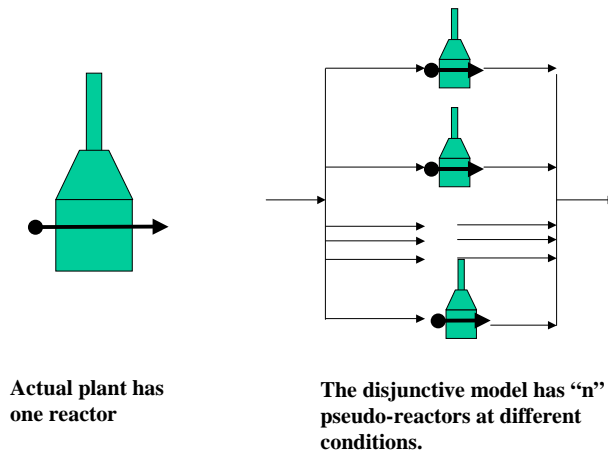 Actual plant has
one reactor
The disjunctive model has “n”
pseudo-reactors at different
conditions.